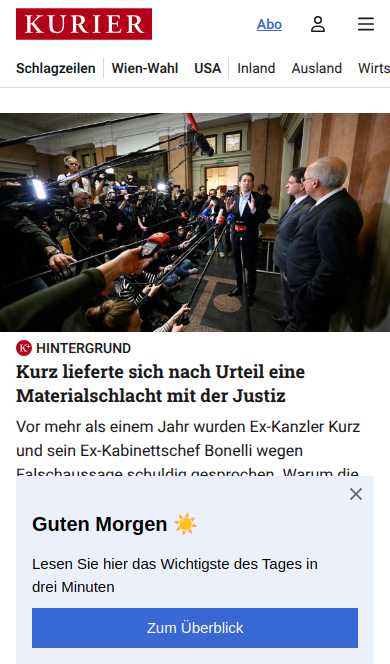 KURIER
Abo
Schlagzeilen Wien-Wahl USA Inland Ausland Wirts
K+ HINTERGRUND
Kurz lieferte sich nach Urteil eine
Materialschlacht mit der Justiz
Vor mehr als einem Jahr wurden Ex-Kanzler Kurz
und sein Ex-Kabinettschef Bonelli wegen
Falschaussage schuldig gesprochen. Warum die
Guten Morgen ☀️
Lesen Sie hier das Wichtigste des Tages in
drei Minuten
Zum Überblick